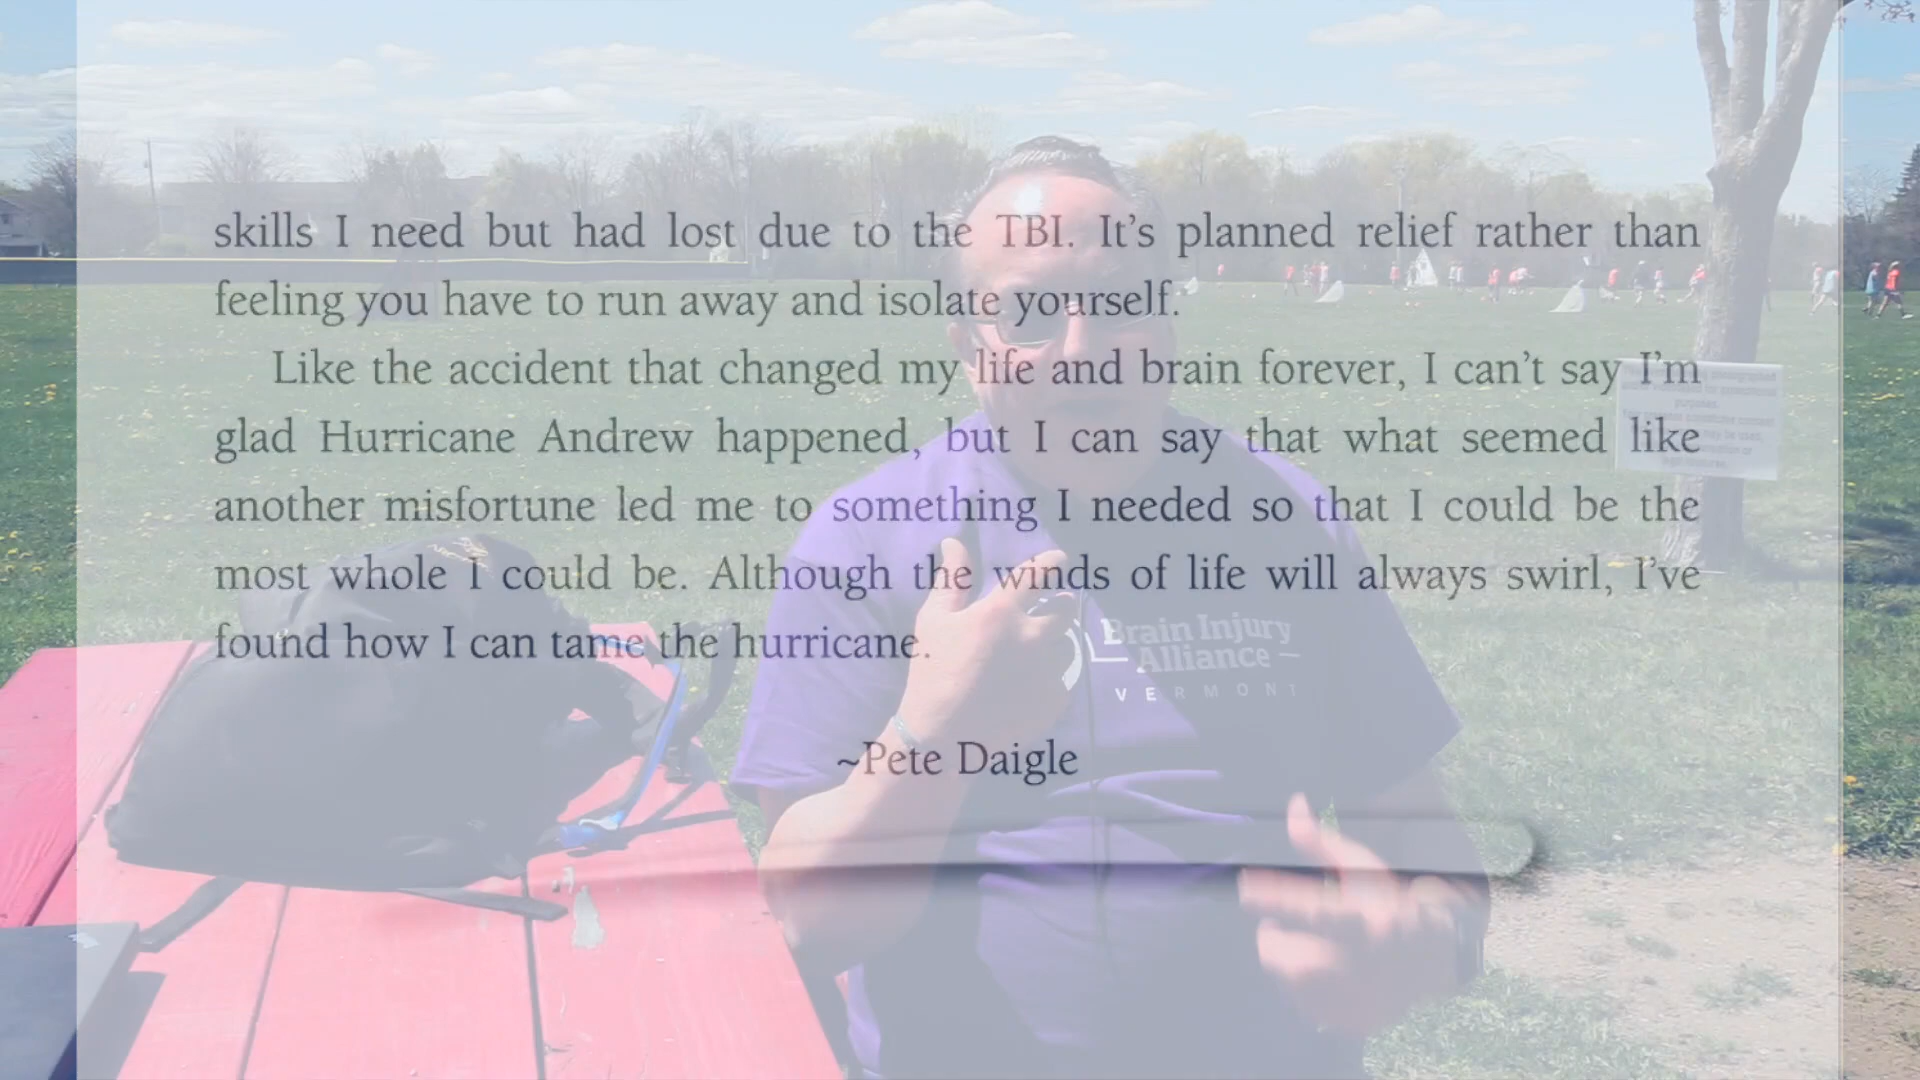 skills I need but had lost due to the TBI. It's planned relief rather than
feeling you have to run away and isolate yourself.
Like the accident that changed my life and brain forever, I can't say I'm
glad Hurricane Andrew happened, but I can say that what seemed like
another misfortune led me to something I needed so that I could be the
most whole I could be. Although the winds of life will always swirl, I've
found how I can tame the hurricane.
~Pete Daigle
Brain Injury
Alliance
VERMONT
purposes.